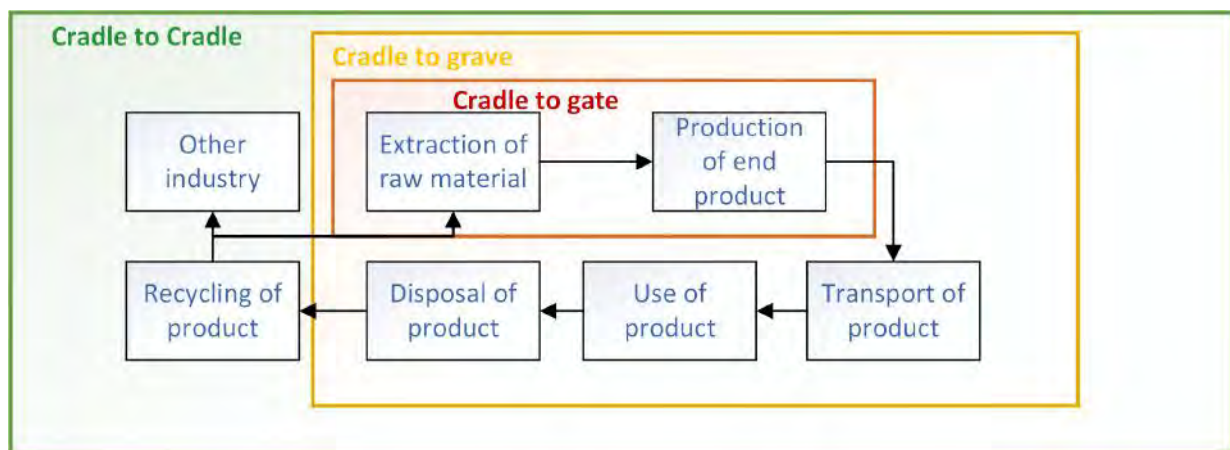 Cradle to Cradle
Cradle to grave
Cradle to gate
Other
industry
Extraction of
raw material
Production
of end
product
Recycling of
product
Disposal of
product
Use of
product
Transport of
product